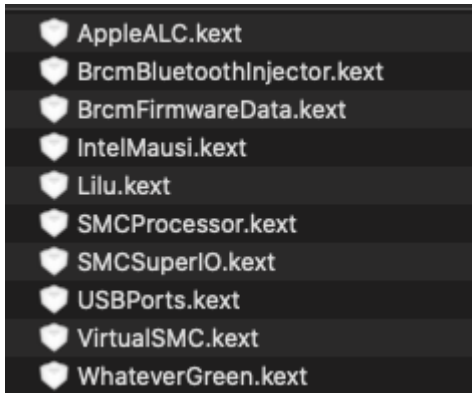 AppleALC.kext
BrcmBluetoothInjector.kext
BrcmFirmwareData.kext
IntelMausi.kext
Lilu.kext
SMCProcessor.kext
SMCSuperIO.kext
USBPorts.kext
VirtualSMC.kext
WhateverGreen.kext